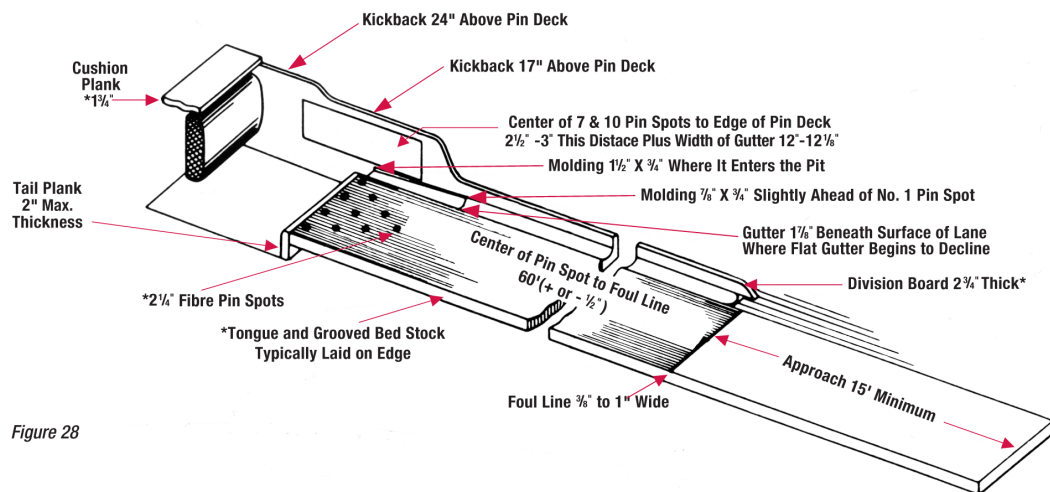 Kickback 24" Above Pin Deck
Kickback 17" Above Pin Deck
Cushion
Plank
*1¾"
Center of 7 & 10 Pin Spots to Edge of Pin Deck
2½" -3" This Distace Plus Width of Gutter 12"-12⅛"
Molding 1½" X ¾" Where It Enters the Pit
Tail Plank
2" Max.
Thickness
Molding ⅞" X ¾" Slightly Ahead of No. 1 Pin Spot
Gutter 1⅞" Beneath Surface of Lane
Where Flat Gutter Begins to Decline
Center of Pin Spot to Foul Line
60'(+ or - ½")
Division Board 2¾" Thick*
*2¼" Fibre Pin Spots
*Tongue and Grooved Bed Stock
Typically Laid on Edge
Approach 15' Minimum
Foul Line ⅜" to 1" Wide
Figure 28